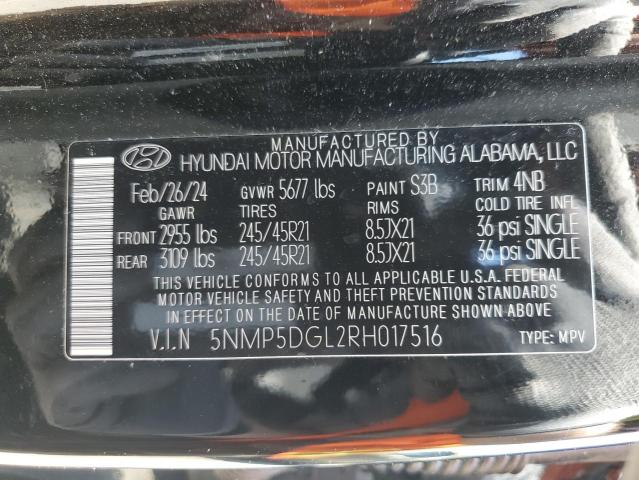 MANUFACTURED BY
HYUNDAI MOTOR MANUFACTURING ALABAMA, LLC
Feb/26/24 GVWR 5677 lbs PAINT S3B TRIM 4NB
GAWR TIRES RIMS COLD TIRE INFL
FRONT 2955 lbs 245/45R21 8.5JX21 36 psi SINGLE
REAR 3109 lbs 245/45R21 8.5JX21 36 psi SINGLE
THIS VEHICLE CONFORMS TO ALL APPLICABLE U.S.A. FEDERAL
MOTOR VEHICLE SAFETY AND THEFT PREVENTION STANDARDS
IN EFFECT ON THE DATE OF MANUFACTURE SHOWN ABOVE
V.I.N 5NMP5DGL2RH017516 TYPE: MPV